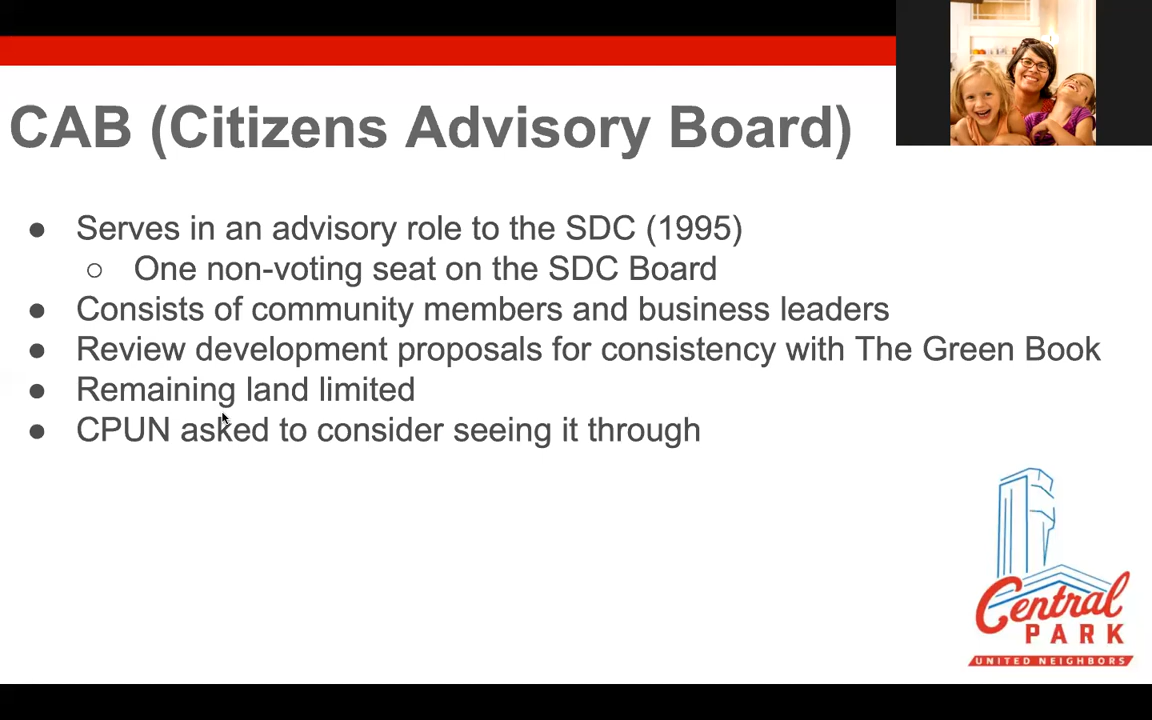 CAB (Citizens Advisory Board)
● Serves in an advisory role to the SDC (1995)
○ One non-voting seat on the SDC Board
● Consists of community members and business leaders
● Review development proposals for consistency with The Green Book
● Remaining land limited
● CPUN asked to consider seeing it through
Central
PARK
UNITED NEIGHBORS